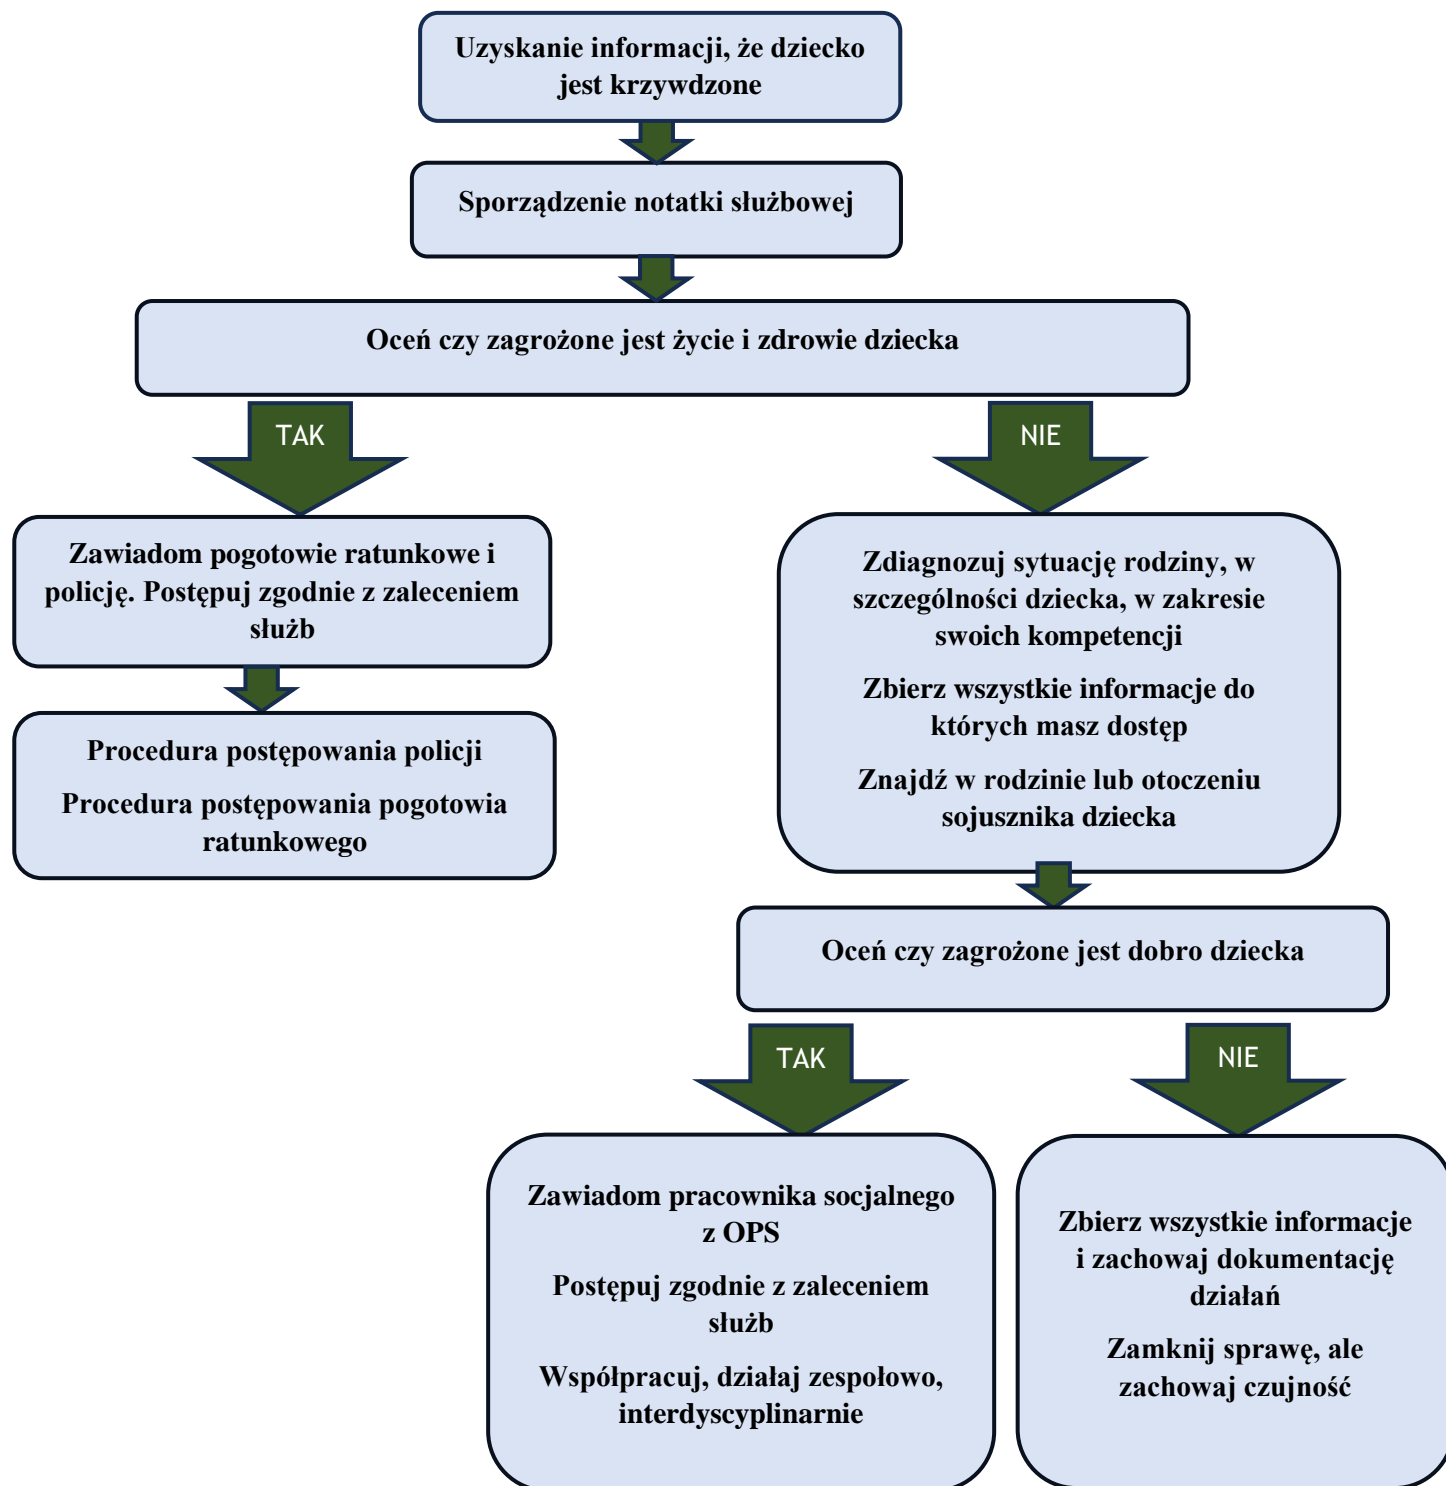 Uzyskanie informacji, że dziecko
jest krzywdzone
Sporządzenie notatki służbowej
Oceń czy zagrożone jest życie i zdrowie dziecka
TAK
NIE
Zawiadom pogotowie ratunkowe i
policję. Postępuj zgodnie z zaleceniem
służb
Procedura postępowania policji
Procedura postępowania pogotowia
ratunkowego
Zdiagnozuj sytuację rodziny, w
szczególności dziecka, w zakresie
swoich kompetencji
Zbierz wszystkie informacje do
których masz dostęp
Znajdź w rodzinie lub otoczeniu
sojusznika dziecka
Oceń czy zagrożone jest dobro dziecka
TAK
NIE
Zawiadom pracownika socjalnego
z OPS
Postępuj zgodnie z zaleceniem
służb
Współpracuj, działaj zespołowo,
interdyscyplinarnie
Zbierz wszystkie informacje
i zachowaj dokumentację
działań
Zamknij sprawę, ale
zachowaj czujność